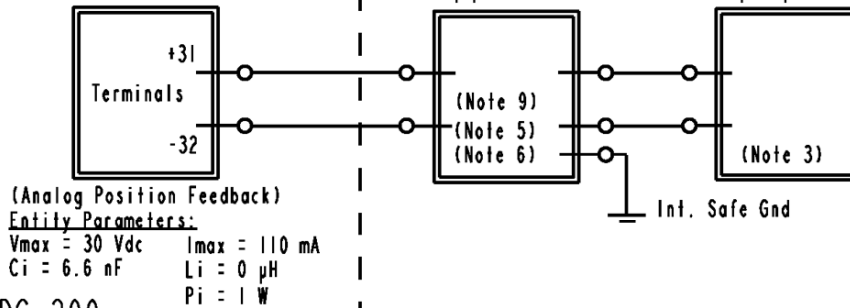 +31
Terminals
-32
(Note 9)
(Note 5)
(Note 6)
(Note 3)
Int. Safe Gnd
(Analog Position Feedback)
Entity Parameters:
Vmax = 30 Vdc Imax = 110 mA
Ci = 6.6 nF Li = 0 µH
Pi = 1 W